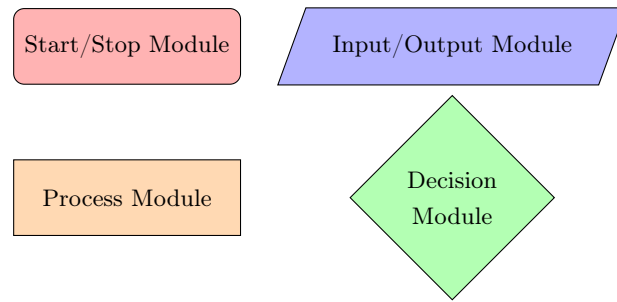 Start/Stop Module
Input/Output Module
Process Module
Decision
Module